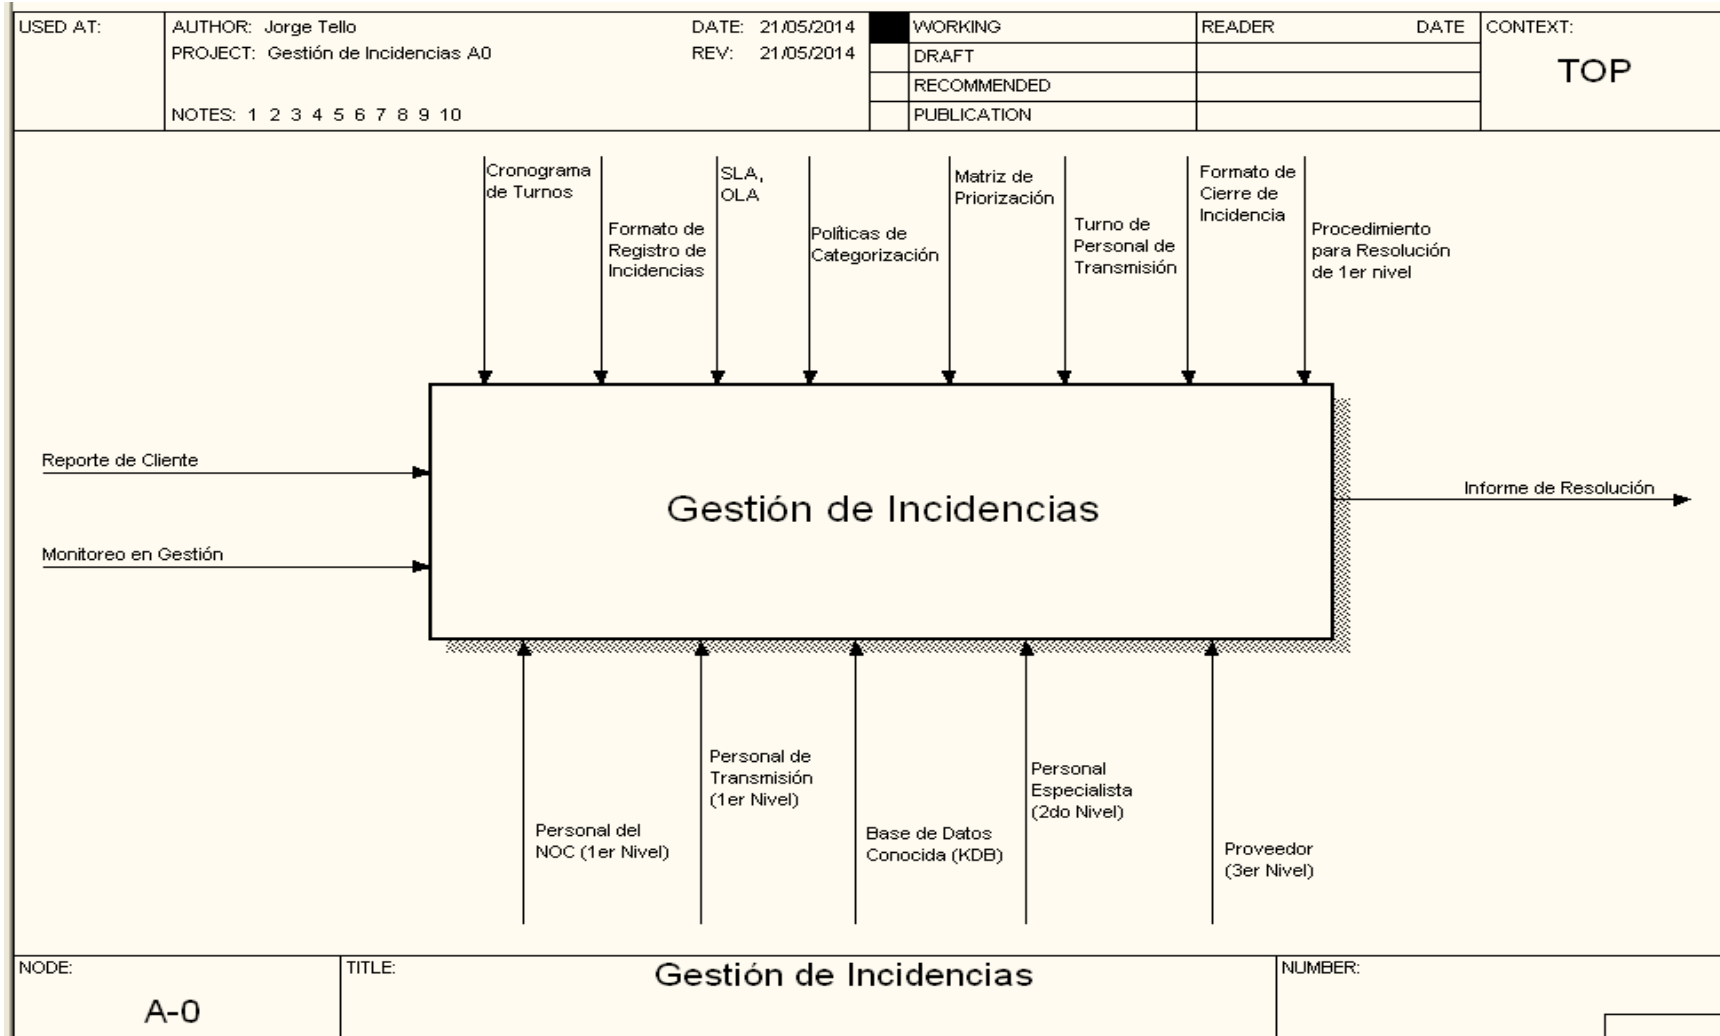 USED AT:
AUTHOR: Jorge Tello
DATE: 21/05/2014
WORKING
READER
DATE
CONTEXT:
PROJECT: Gestión de Incidencias A0
REV: 21/05/2014
DRAFT
TOP
RECOMMENDED
NOTES: 1 2 3 4 5 6 7 8 9 10
PUBLICATION
Cronograma
de Turnos
Formato de
Registro de
Incidencias
SLA,
OLA
Políticas de
Categorización
Matriz de
Priorización
Turno de
Personal de
Transmisión
Formato de
Cierre de
Incidencia
Procedimiento
para Resolución
de 1er nivel
Reporte de Cliente
Monitoreo en Gestión
Gestión de Incidencias
Informe de Resolución
Personal del
NOC (1er Nivel)
Personal de
Transmisión
(1er Nivel)
Base de Datos
Conocida (KDB)
Personal
Especialista
(2do Nivel)
Proveedor
(3er Nivel)
NODE:
A-0
TITLE:
Gestión de Incidencias
NUMBER: